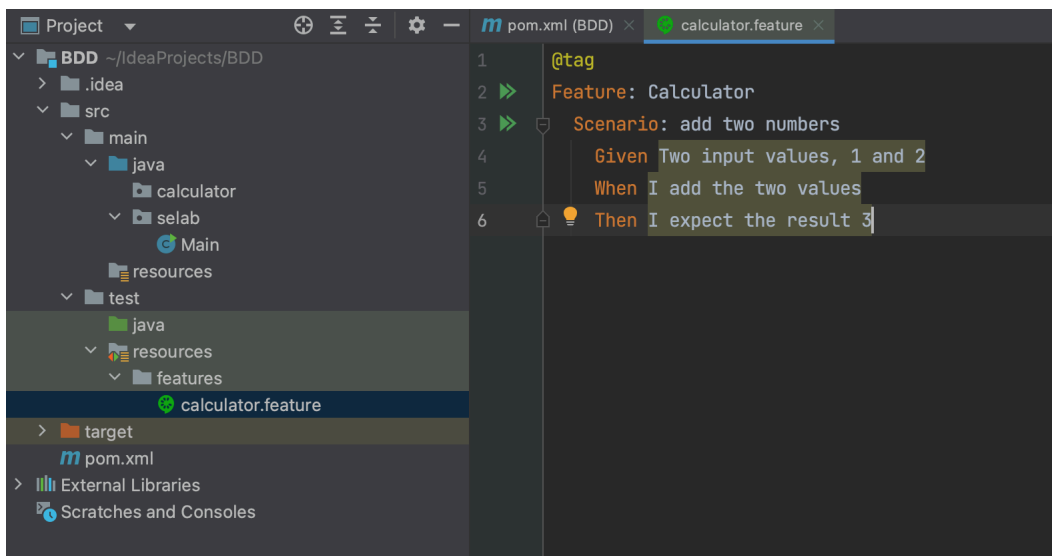 Project
BDD ~/IdeaProjects/BDD
.idea
src
main
java
calculator
selab
Main
resources
test
java
resources
features
calculator.feature
target
pom.xml
External Libraries
Scratches and Consoles
pom.xml (BDD)
calculator.feature
1 @tag
2 Feature: Calculator
3 Scenario: add two numbers
4 Given Two input values, 1 and 2
5 When I add the two values
6 Then I expect the result 3